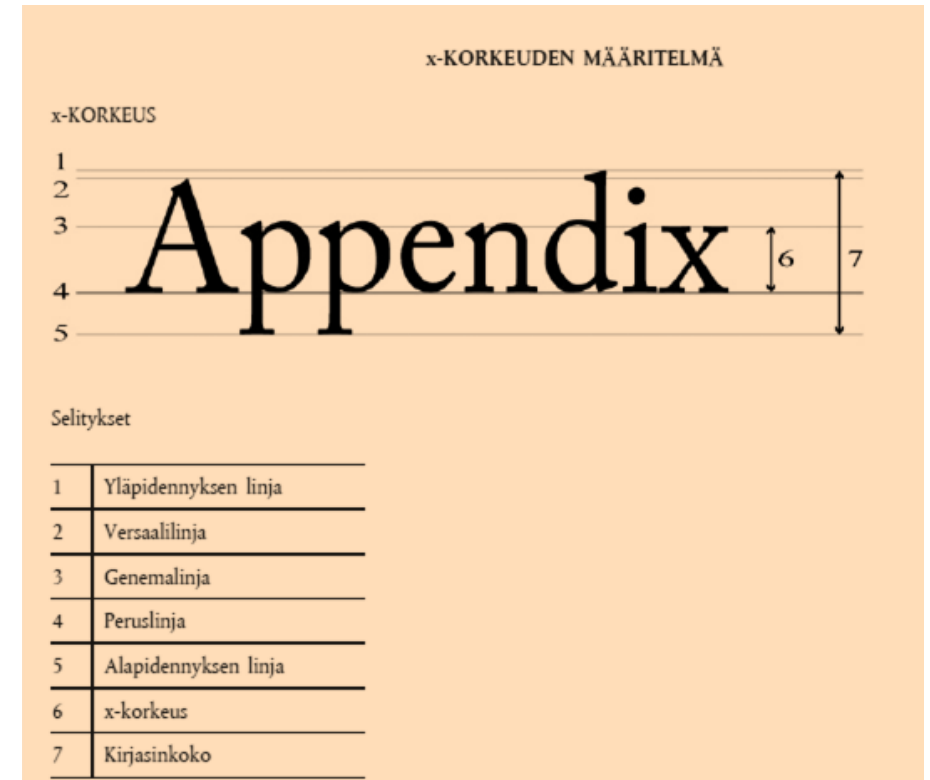 x-KORKEUDEN MÄÄRITELMÄ
x-KORKEUS
1
2
3
4
5
Appendix
6
7
Selitykset
1 Yläpidennyksen linja
2 Versaalilinja
3 Genemalinja
4 Peruslinja
5 Alapidennyksen linja
6 x-korkeus
7 Kirjasinkoko